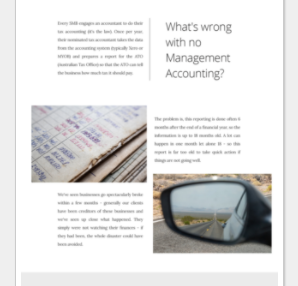 Every SME engages an accountant to do their
tax accounting (it's the law). Once per year,
their nominated tax accountant takes the data
from the accounting system (typically Xero or
MYOB) and prepares a report for the ATO
(Australian Tax Office) so that the ATO can tell
the business how much tax it should pay.
What's wrong
with no
Management
Accounting?
The problem is, this reporting is done often 6
months after the end of a financial year, so the
information is up to 18 months old. A lot can
happen in one month let alone 18 – so this
report is far too old to take quick action if
things are not going well.
We've seen businesses go spectacularly broke
within a few months – generally our clients
have been creditors of these businesses and
we've seen up close what happened. They
simply were not watching their finances – if
they had been, the whole disaster could have
been avoided.